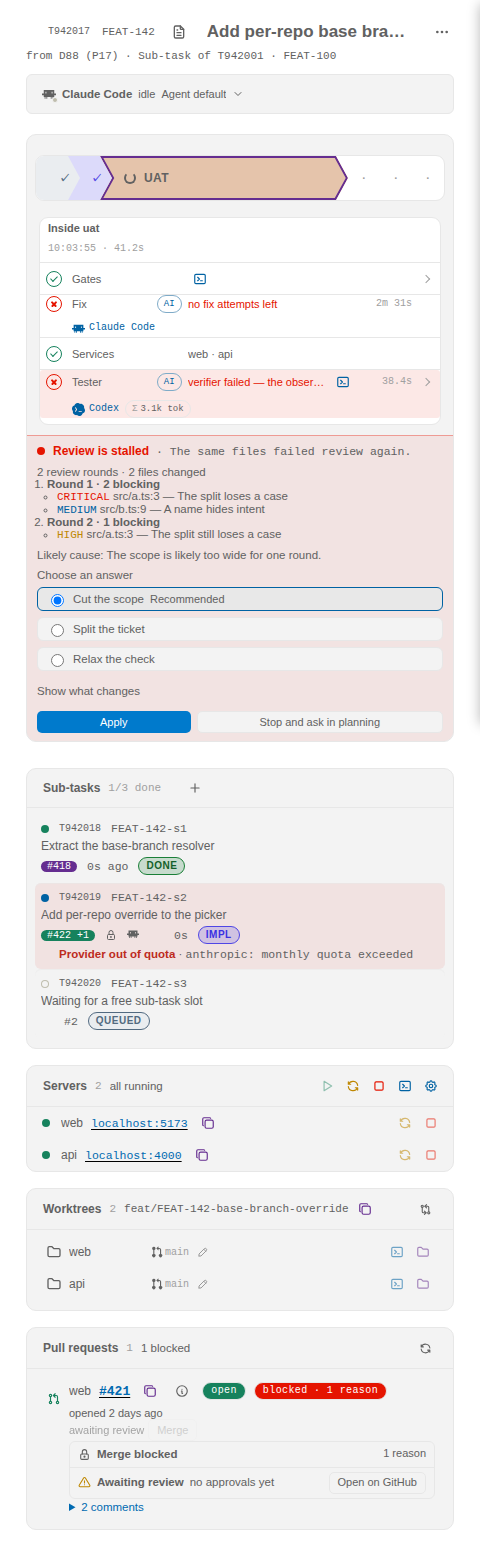 T942017 FEAT-142 Add per-repo base bra…
from D88 (P17) · Sub-task of T942001 · FEAT-100
Claude Code idle Agent default
UAT
Inside uat
10:03:55 · 41.2s
Gates
Fix AI no fix attempts left 2m 31s
Claude Code
Services web · api
Tester AI verifier failed — the obser… 38.4s
Codex Σ 3.1k tok
Review is stalled · The same files failed review again.
2 review rounds · 2 files changed
1. Round 1 · 2 blocking
CRITICAL src/a.ts:3 — The split loses a case
MEDIUM src/b.ts:9 — A name hides intent
2. Round 2 · 1 blocking
HIGH src/a.ts:3 — The split still loses a case
Likely cause: The scope is likely too wide for one round.
Choose an answer
Cut the scope Recommended
Split the ticket
Relax the check
Show what changes
Apply Stop and ask in planning
Sub-tasks 1/3 done
T942018 FEAT-142-s1
Extract the base-branch resolver
#418 0s ago DONE
T942019 FEAT-142-s2
Add per-repo override to the picker
#422 +1 0s IMPL
Provider out of quota · anthropic: monthly quota exceeded
T942020 FEAT-142-s3
Waiting for a free sub-task slot
#2 QUEUED
Servers 2 all running
web localhost:5173
api localhost:4000
Worktrees 2 feat/FEAT-142-base-branch-override
web main
api main
Pull requests 1 1 blocked
web #421 open blocked · 1 reason
opened 2 days ago
awaiting review Merge
Merge blocked 1 reason
Awaiting review no approvals yet Open on GitHub
2 comments